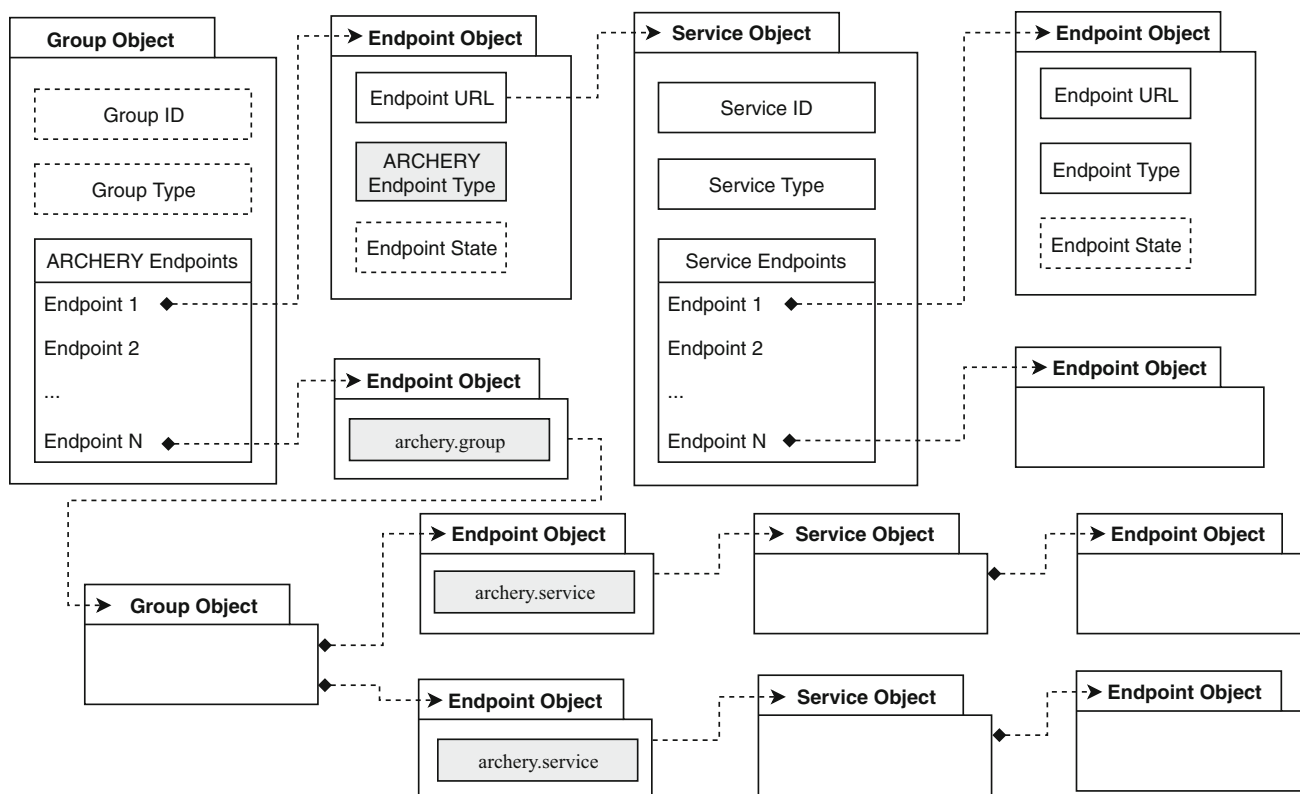 Group Object
Group ID
Group Type
ARCHERY Endpoints
Endpoint 1
Endpoint 2
...
Endpoint N
Endpoint Object
Endpoint URL
ARCHERY
Endpoint Type
Endpoint State
Endpoint Object
archery.group
Service Object
Service ID
Service Type
Service Endpoints
Endpoint 1
Endpoint 2
...
Endpoint N
Endpoint Object
Endpoint URL
Endpoint Type
Endpoint State
Endpoint Object
Group Object
Endpoint Object
archery.service
Service Object
Endpoint Object
Endpoint Object
archery.service
Service Object
Endpoint Object